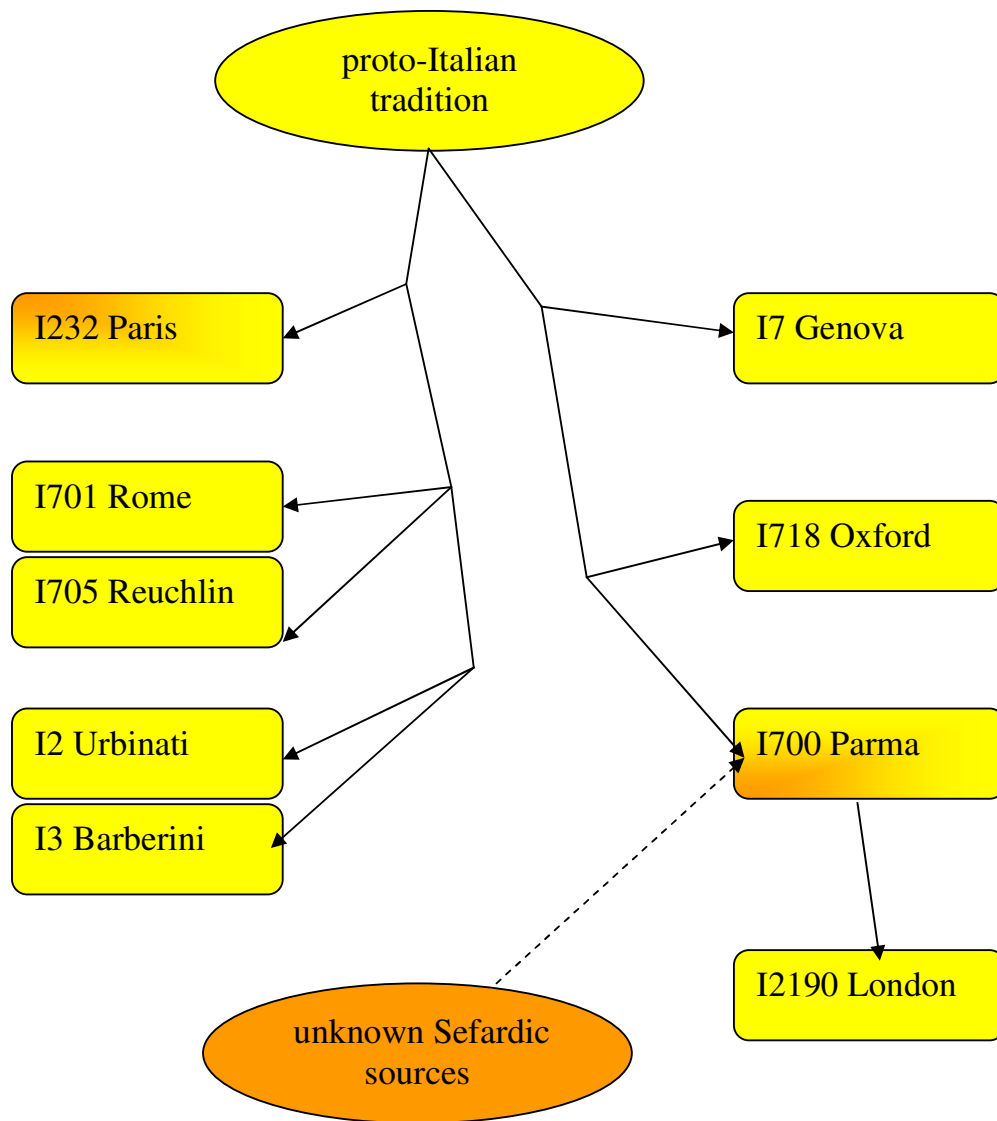 proto-Italian
tradition
I232 Paris
I7 Genova
I701 Rome
I718 Oxford
I705 Reuchlin
I2 Urbinati
I700 Parma
I3 Barberini
I2190 London
unknown Sefardic
sources